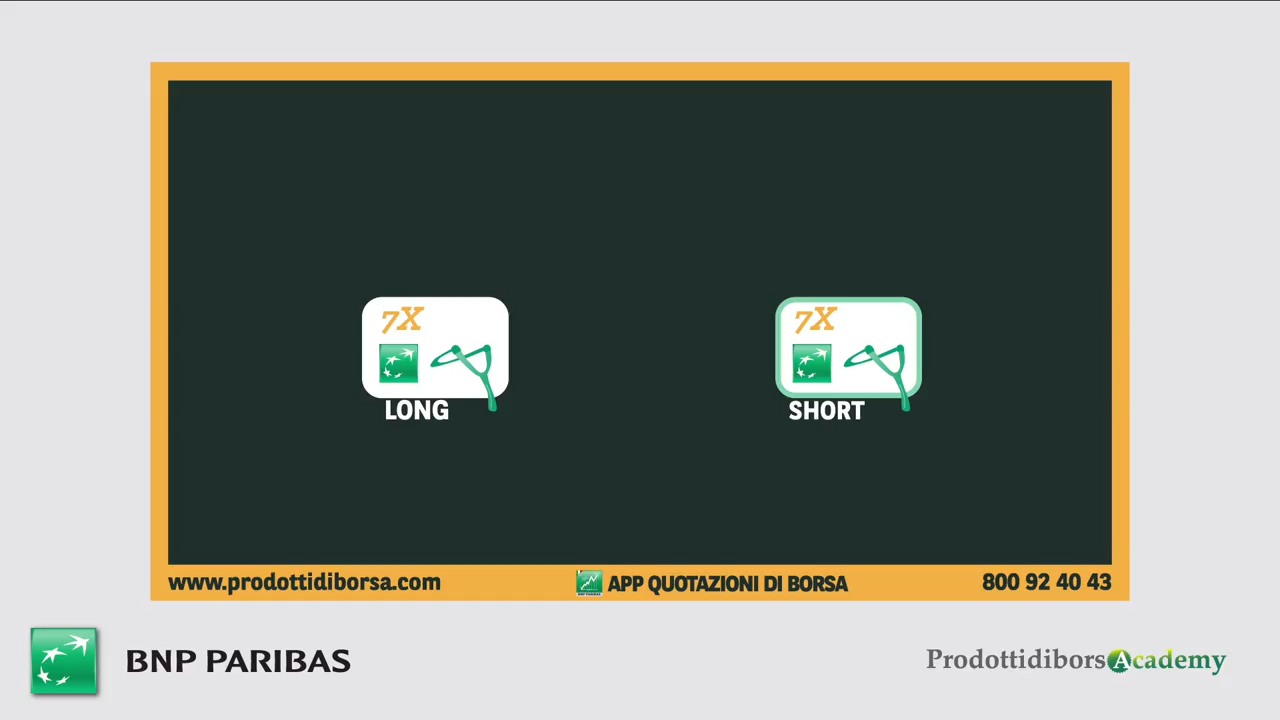 7X
LONG
7X
SHORT
www.prodottidiborsa.com
APP QUOTAZIONI DI BORSA
800 92 40 43
BNP PARIBAS
ProdottidiborsAcademy